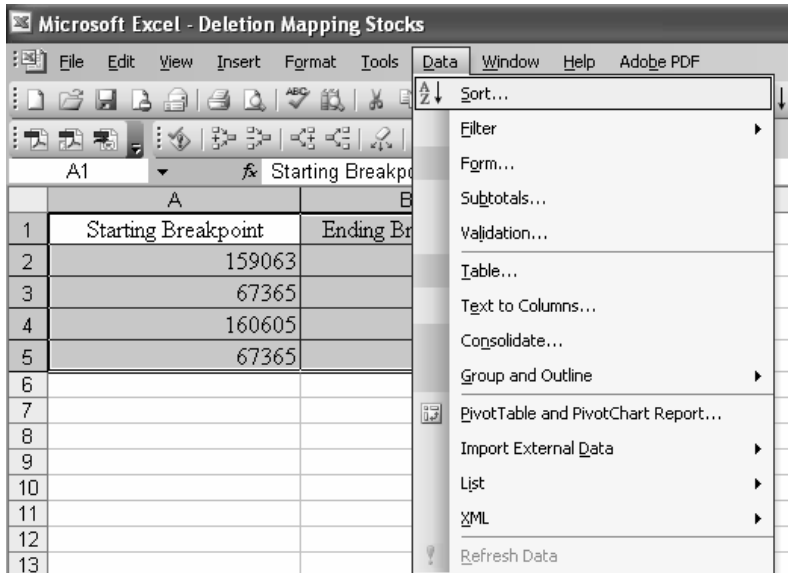 Microsoft Excel - Deletion Mapping Stocks
File Edit View Insert Format Tools Data Window Help Adobe PDF
ABC
A1 fx Starting Breakpo
A B
1 Starting Breakpoint Ending Br
2 159063
3 67365
4 160605
5 67365
6
7
8
9
10
11
12
13
Sort...
Filter
Form...
Subtotals...
Validation...
Table...
Text to Columns...
Consolidate...
Group and Outline
PivotTable and PivotChart Report...
Import External Data
List
XML
Refresh Data